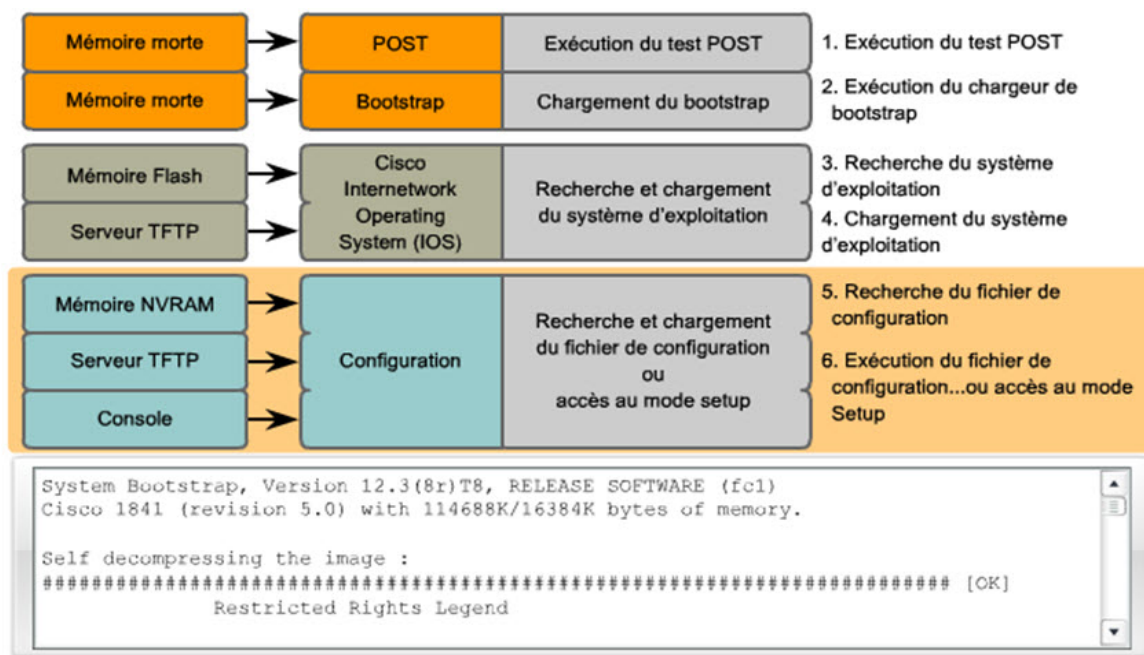 Mémoire morte
POST
Exécution du test POST
1. Exécution du test POST
Mémoire morte
Bootstrap
Chargement du bootstrap
2. Exécution du chargeur de
bootstrap
Mémoire Flash
Serveur TFTP
Cisco
Internetwork
Operating
System (IOS)
Recherche et chargement
du système d'exploitation
3. Recherche du système
d'exploitation
4. Chargement du système
d'exploitation
Mémoire NVRAM
Serveur TFTP
Console
Configuration
Recherche et chargement
du fichier de configuration
ou
accès au mode setup
5. Recherche du fichier de
configuration
6. Exécution du fichier de
configuration...ou accès au mode
Setup
System Bootstrap, Version 12.3(8r)T8, RELEASE SOFTWARE (fc1)
Cisco 1841 (revision 5.0) with 114688K/16384K bytes of memory.
Self decompressing the image :
########################################################################## [OK]
Restricted Rights Legend